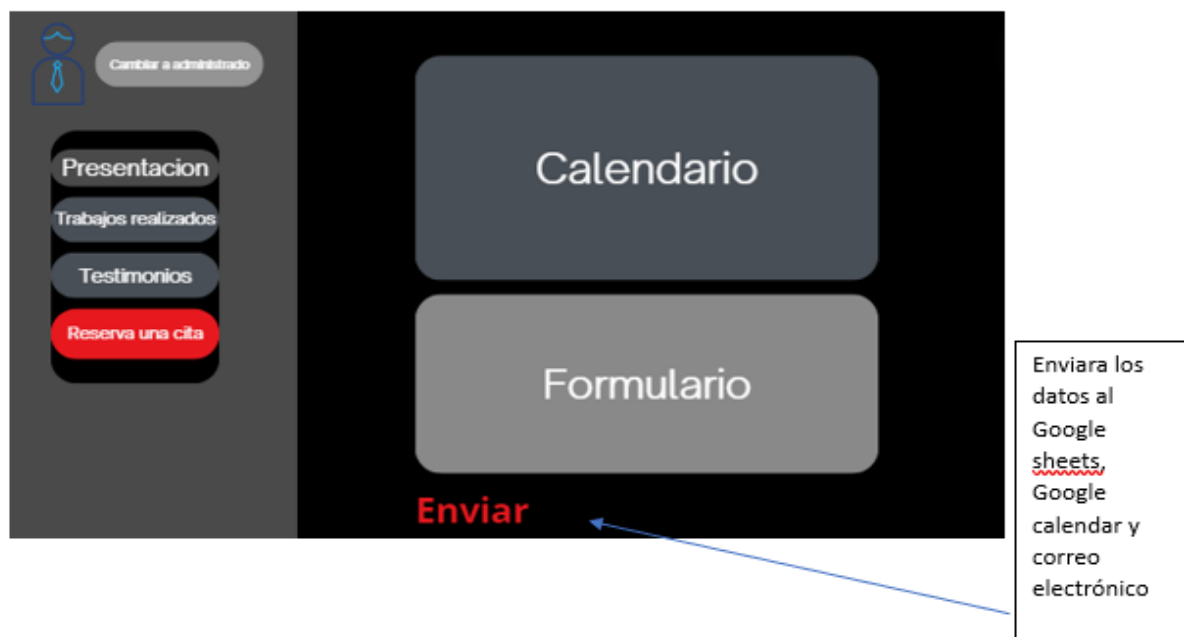 Cambiar a administrado
Presentacion
Trabajos realizados
Testimonios
Reserva una cita
Calendario
Formulario
Enviar
Enviara los
datos al
Google
sheets,
Google
calendar y
correo
electrónico